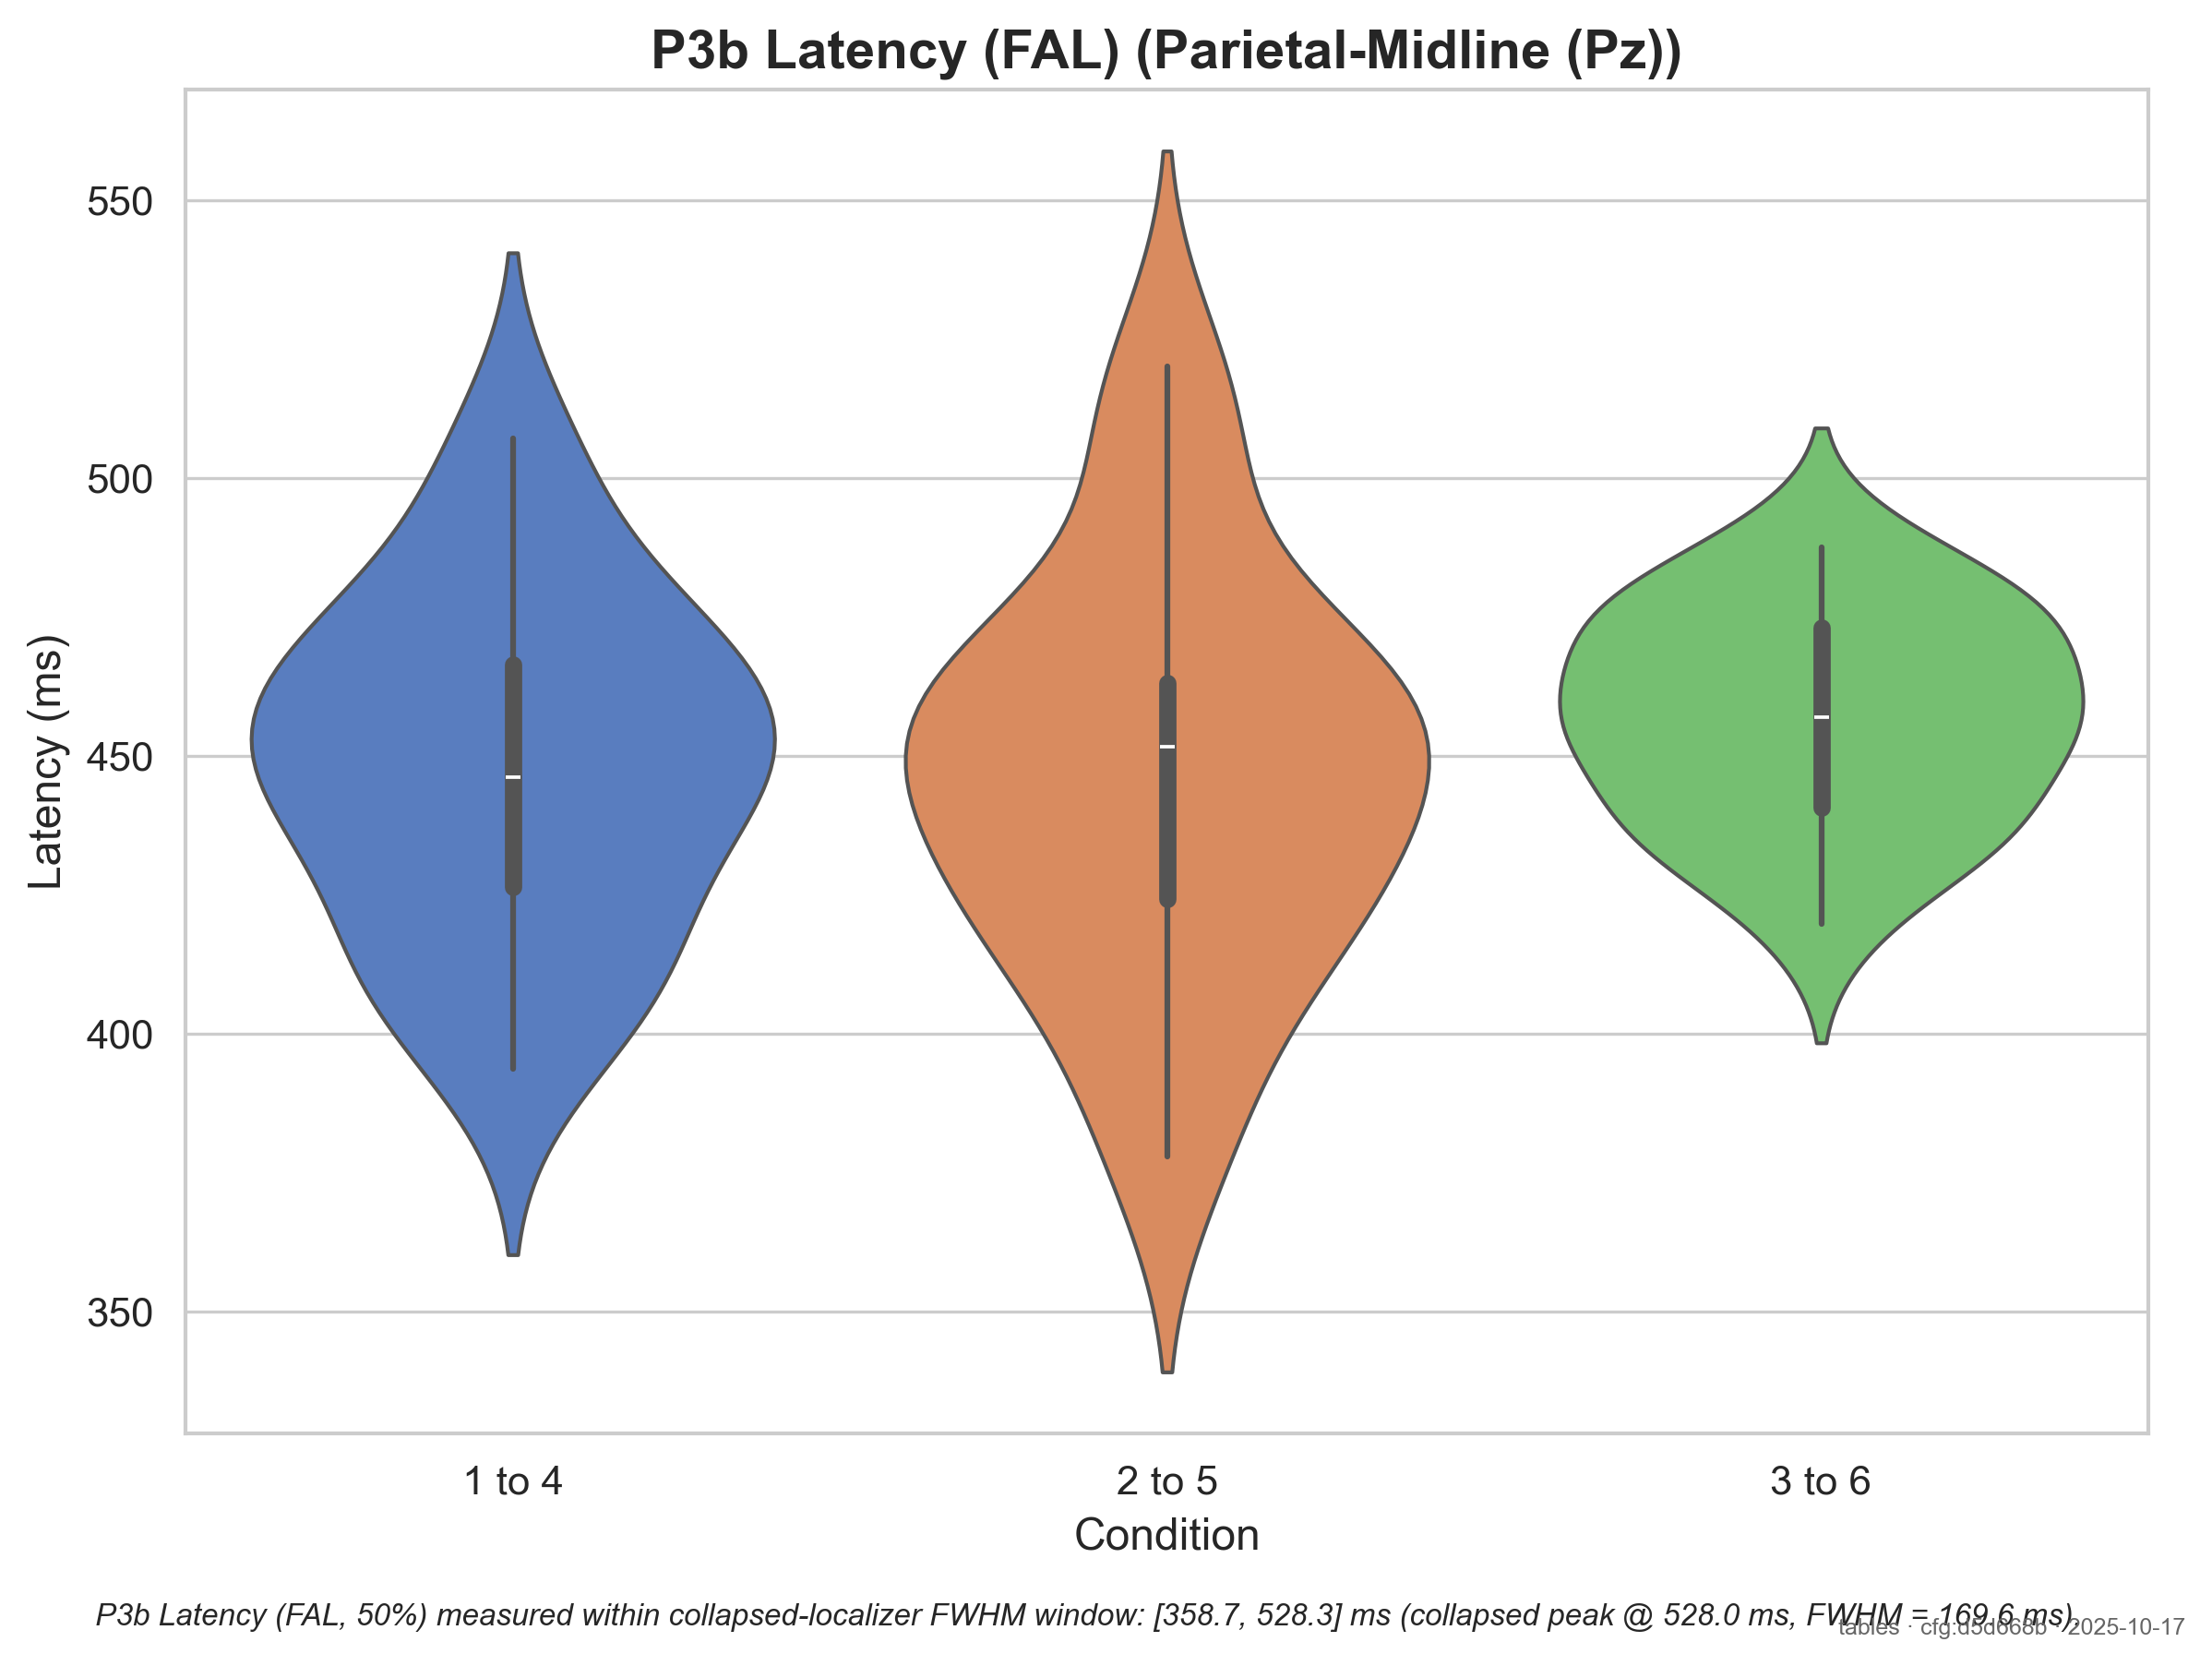 P3b Latency (FAL) (Parietal-Midline (Pz))
550
500
450
400
350
Latency (ms)
1 to 4
2 to 5
3 to 6
Condition
P3b Latency (FAL, 50%) measured within collapsed-localizer FWHM window: [358.7, 528.3] ms (collapsed peak @ 528.0 ms, FWHM = 169.6 ms).
tables · cfg:d5d668b · 2025-10-17